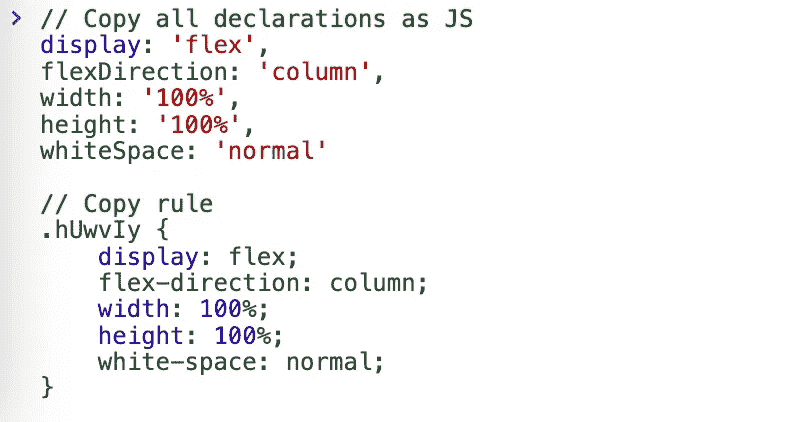 > // Copy all declarations as JS
display: 'flex',
flexDirection: 'column',
width: '100%',
height: '100%',
whiteSpace: 'normal'

// Copy rule
.hUwvIy {
    display: flex;
    flex-direction: column;
    width: 100%;
    height: 100%;
    white-space: normal;
}